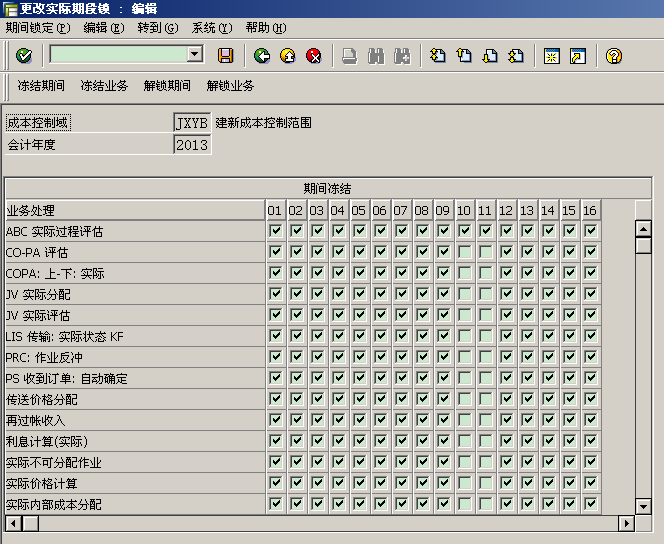 更改实际期段锁 : 编辑
期间锁定(P) 编辑(E) 转到(G) 系统(Y) 帮助(H)
冻结期间 冻结业务 解锁期间 解锁业务
成本控制域 JXYB 建新成本控制范围
会计年度 2013
期间冻结
业务处理 01 02 03 04 05 06 07 08 09 10 11 12 13 14 15 16
ABC 实际过程评估
CO-PA 评估
COPA: 上-下: 实际
JV 实际分配
JV 实际评估
LIS 传输: 实际状态 KF
PRC: 作业反冲
PS 收到订单: 自动确定
传送价格分配
再过帐收入
利息计算(实际)
实际不可分配作业
实际价格计算
实际内部成本分配